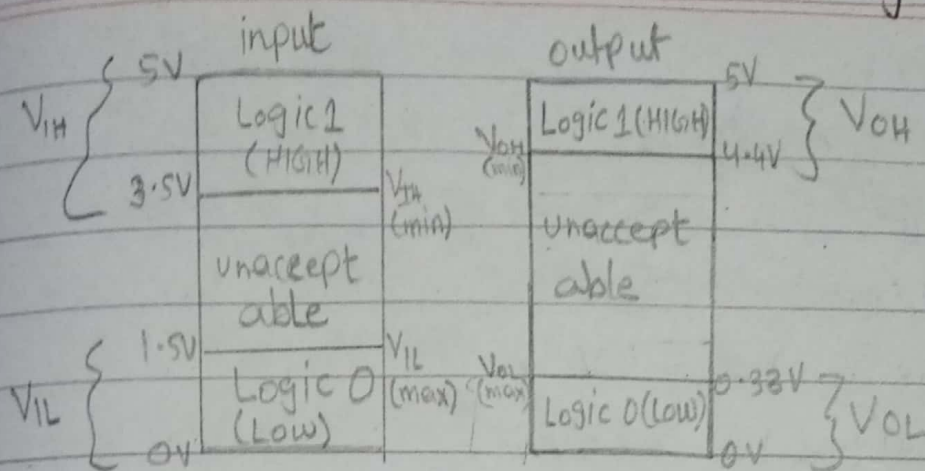 input
5V
VIH
Logic 1
(HIGH)
3.5V
VIH
(min)
unaccept
able
1.5V
VIL
(max)
VIL
Logic 0
(Low)
0V
output
5V
Logic 1 (HIGH)
VOH
VOH
(min)
4.4V
unaccept
able
VOL
(max)
0.33V
Logic 0 (Low)
VOL
0V